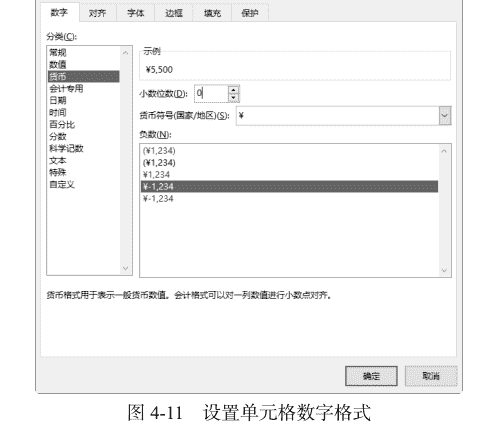 数字 对齐 字体 边框 填充 保护
分类(C):
常规
数值
货币
会计专用
日期
时间
百分比
分数
科学记数
文本
特殊
自定义
示例
¥5,500
小数位数(D): 0
货币符号(国家/地区)(S): ¥
负数(N):
(¥1,234)
(¥1,234)
¥1,234
¥-1,234
¥-1,234
货币格式用于表示一般货币数值。会计格式可以对一列数值进行小数点对齐。
确定 取消
图 4-11 设置单元格数字格式